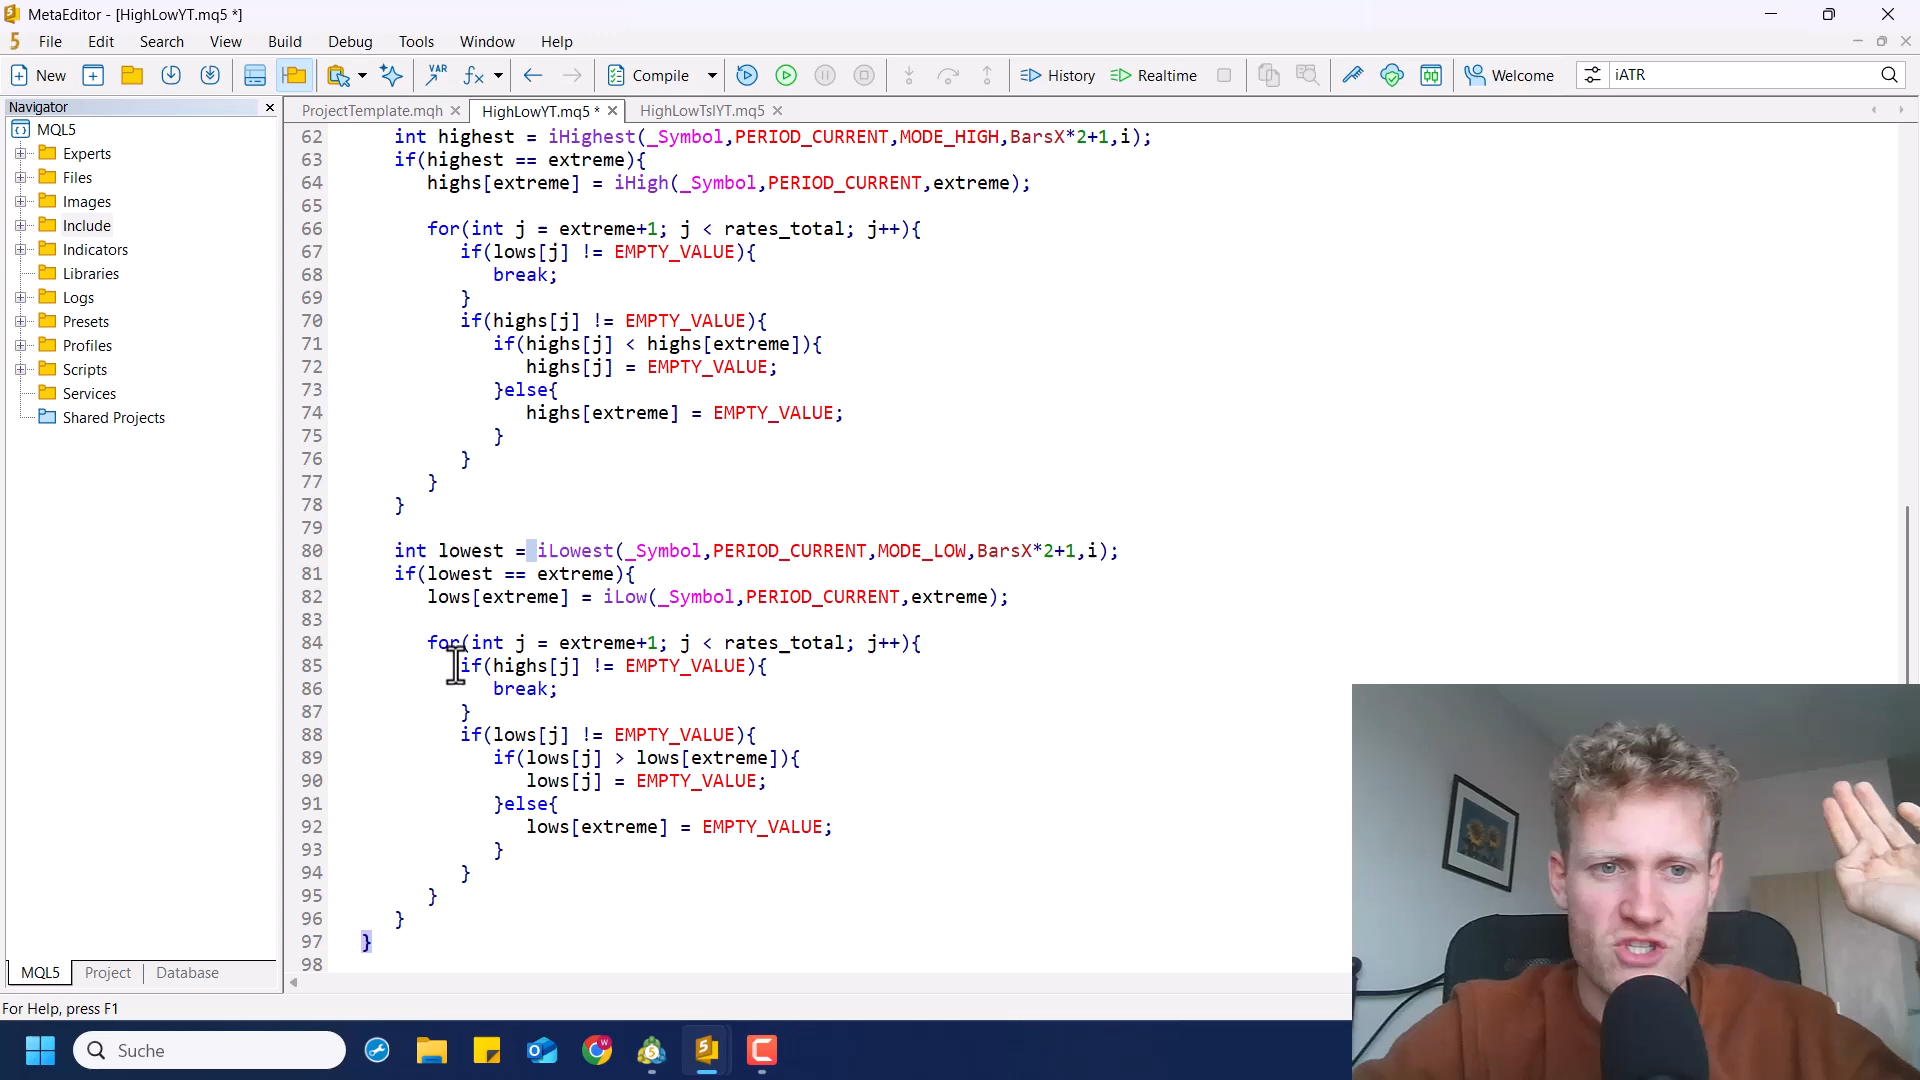 MetaEditor - [HighLowYT.mq5 *]
5 File Edit Search View Build Debug Tools Window Help
New VAR fx Compile History Realtime Welcome iATR
Navigator
ProjectTemplate.mqh HighLowYT.mq5 * HighLowTslYT.mq5
MQL5
Experts
Files
Images
Include
Indicators
Libraries
Logs
Presets
Profiles
Scripts
Services
Shared Projects
62 int highest = iHighest(_Symbol,PERIOD_CURRENT,MODE_HIGH,BarsX*2+1,i);
63 if(highest == extreme){
64 highs[extreme] = iHigh(_Symbol,PERIOD_CURRENT,extreme);
65
66 for(int j = extreme+1; j < rates_total; j++){
67 if(lows[j] != EMPTY_VALUE){
68 break;
69 }
70 if(highs[j] != EMPTY_VALUE){
71 if(highs[j] < highs[extreme]){
72 highs[j] = EMPTY_VALUE;
73 }else{
74 highs[extreme] = EMPTY_VALUE;
75 }
76 }
77 }
78 }
79
80 int lowest = iLowest(_Symbol,PERIOD_CURRENT,MODE_LOW,BarsX*2+1,i);
81 if(lowest == extreme){
82 lows[extreme] = iLow(_Symbol,PERIOD_CURRENT,extreme);
83
84 for(int j = extreme+1; j < rates_total; j++){
85 if(highs[j] != EMPTY_VALUE){
86 break;
87 }
88 if(lows[j] != EMPTY_VALUE){
89 if(lows[j] > lows[extreme]){
90 lows[j] = EMPTY_VALUE;
91 }else{
92 lows[extreme] = EMPTY_VALUE;
93 }
94 }
95 }
96 }
97 }
98
MQL5 Project Database
For Help, press F1
Suche